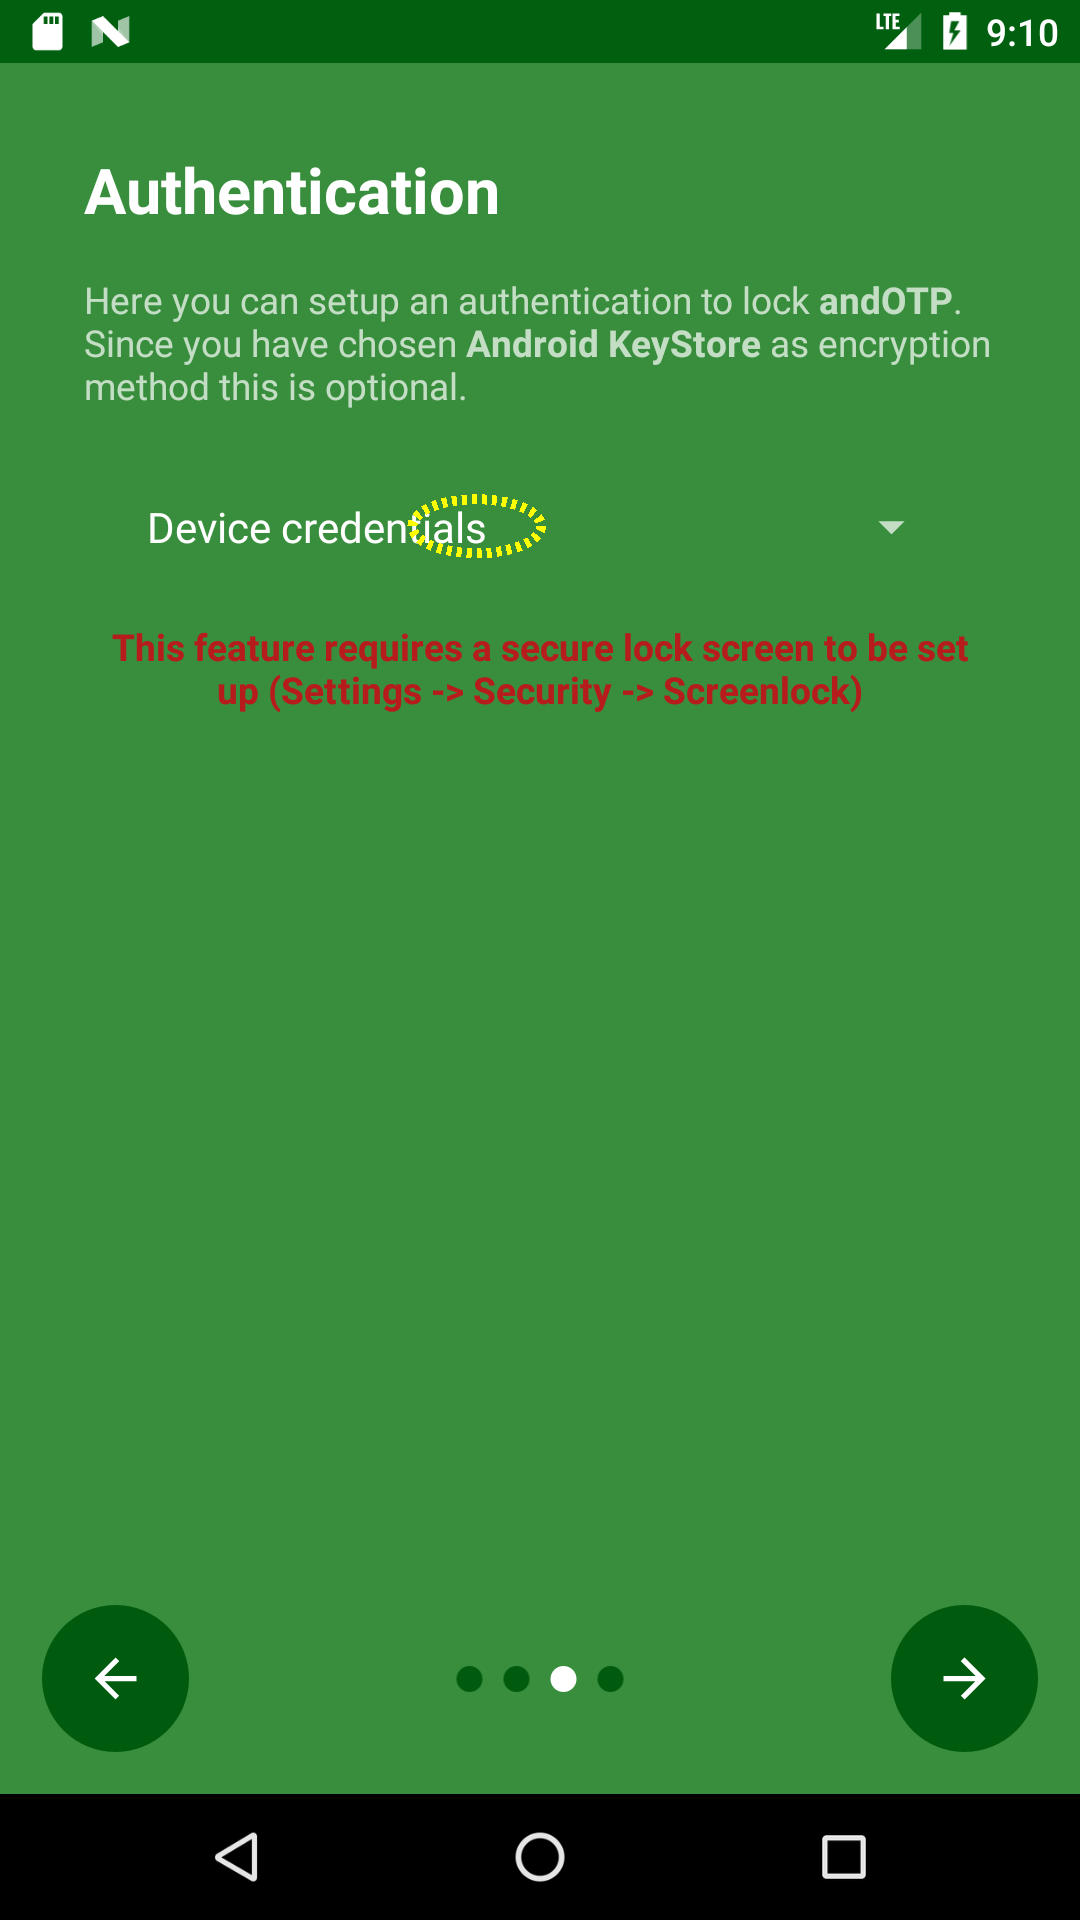 LTE 9:10
Authentication
Here you can setup an authentication to lock andOTP.
Since you have chosen Android KeyStore as encryption
method this is optional.
Device credentials
This feature requires a secure lock screen to be set
up (Settings -> Security -> Screenlock)